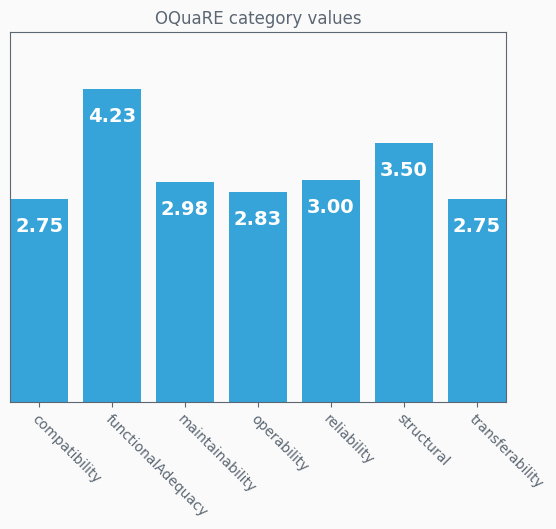 OQuaRE category values
2.75
4.23
2.98
2.83
3.00
3.50
2.75
compatibility
functionalAdequacy
maintainability
operability
reliability
structural
transferability